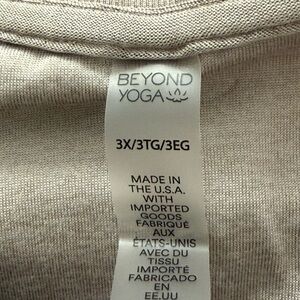 BEYOND
YOGA
3X/3TG/3EG
MADE IN
THE U.S.A.
WITH
IMPORTED
GOODS
FABRIQUÉ
AUX
ÉTATS-UNIS
AVEC DU
TISSU
IMPORTÉ
FABRICADO
EN
EE.UU